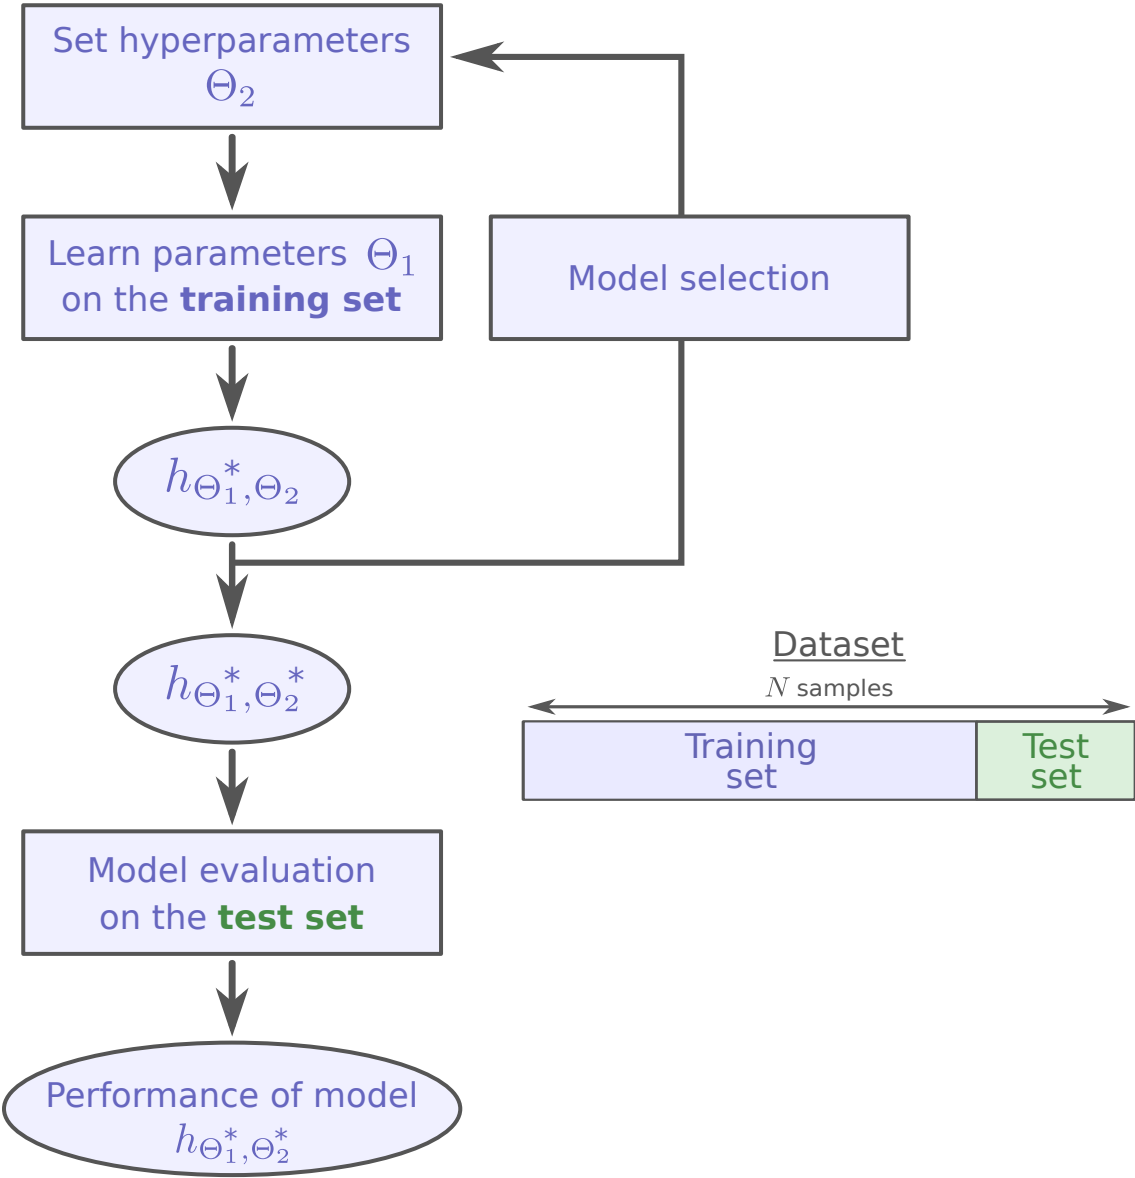 Set hyperparameters
Θ₂
Learn parameters Θ₁
on the training set
Model selection
h_{Θ₁*,Θ₂}
h_{Θ₁*,Θ₂*}
Dataset
N samples
Training
set
Test
set
Model evaluation
on the test set
Performance of model
h_{Θ₁*,Θ₂*}